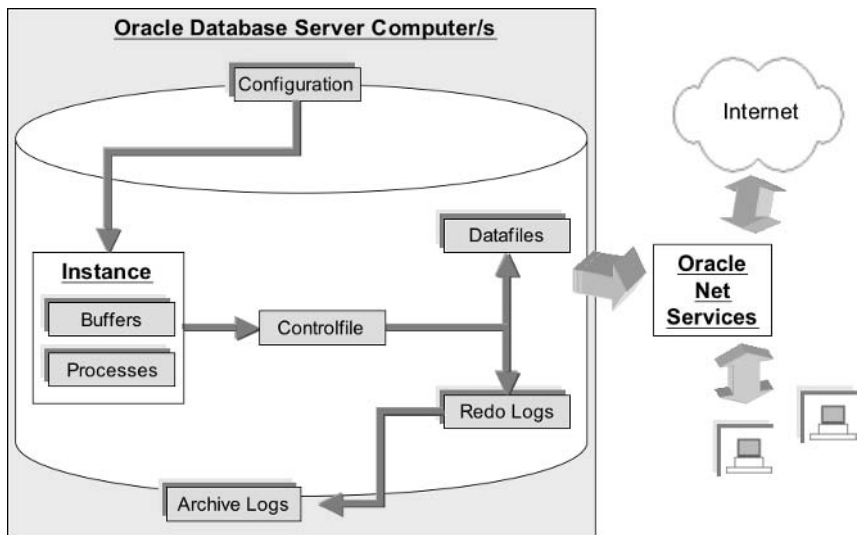 Oracle Database Server Computer/s
Configuration
Internet
Datafiles
Instance
Buffers
Processes
Controlfile
Redo Logs
Archive Logs
Oracle
Net
Services